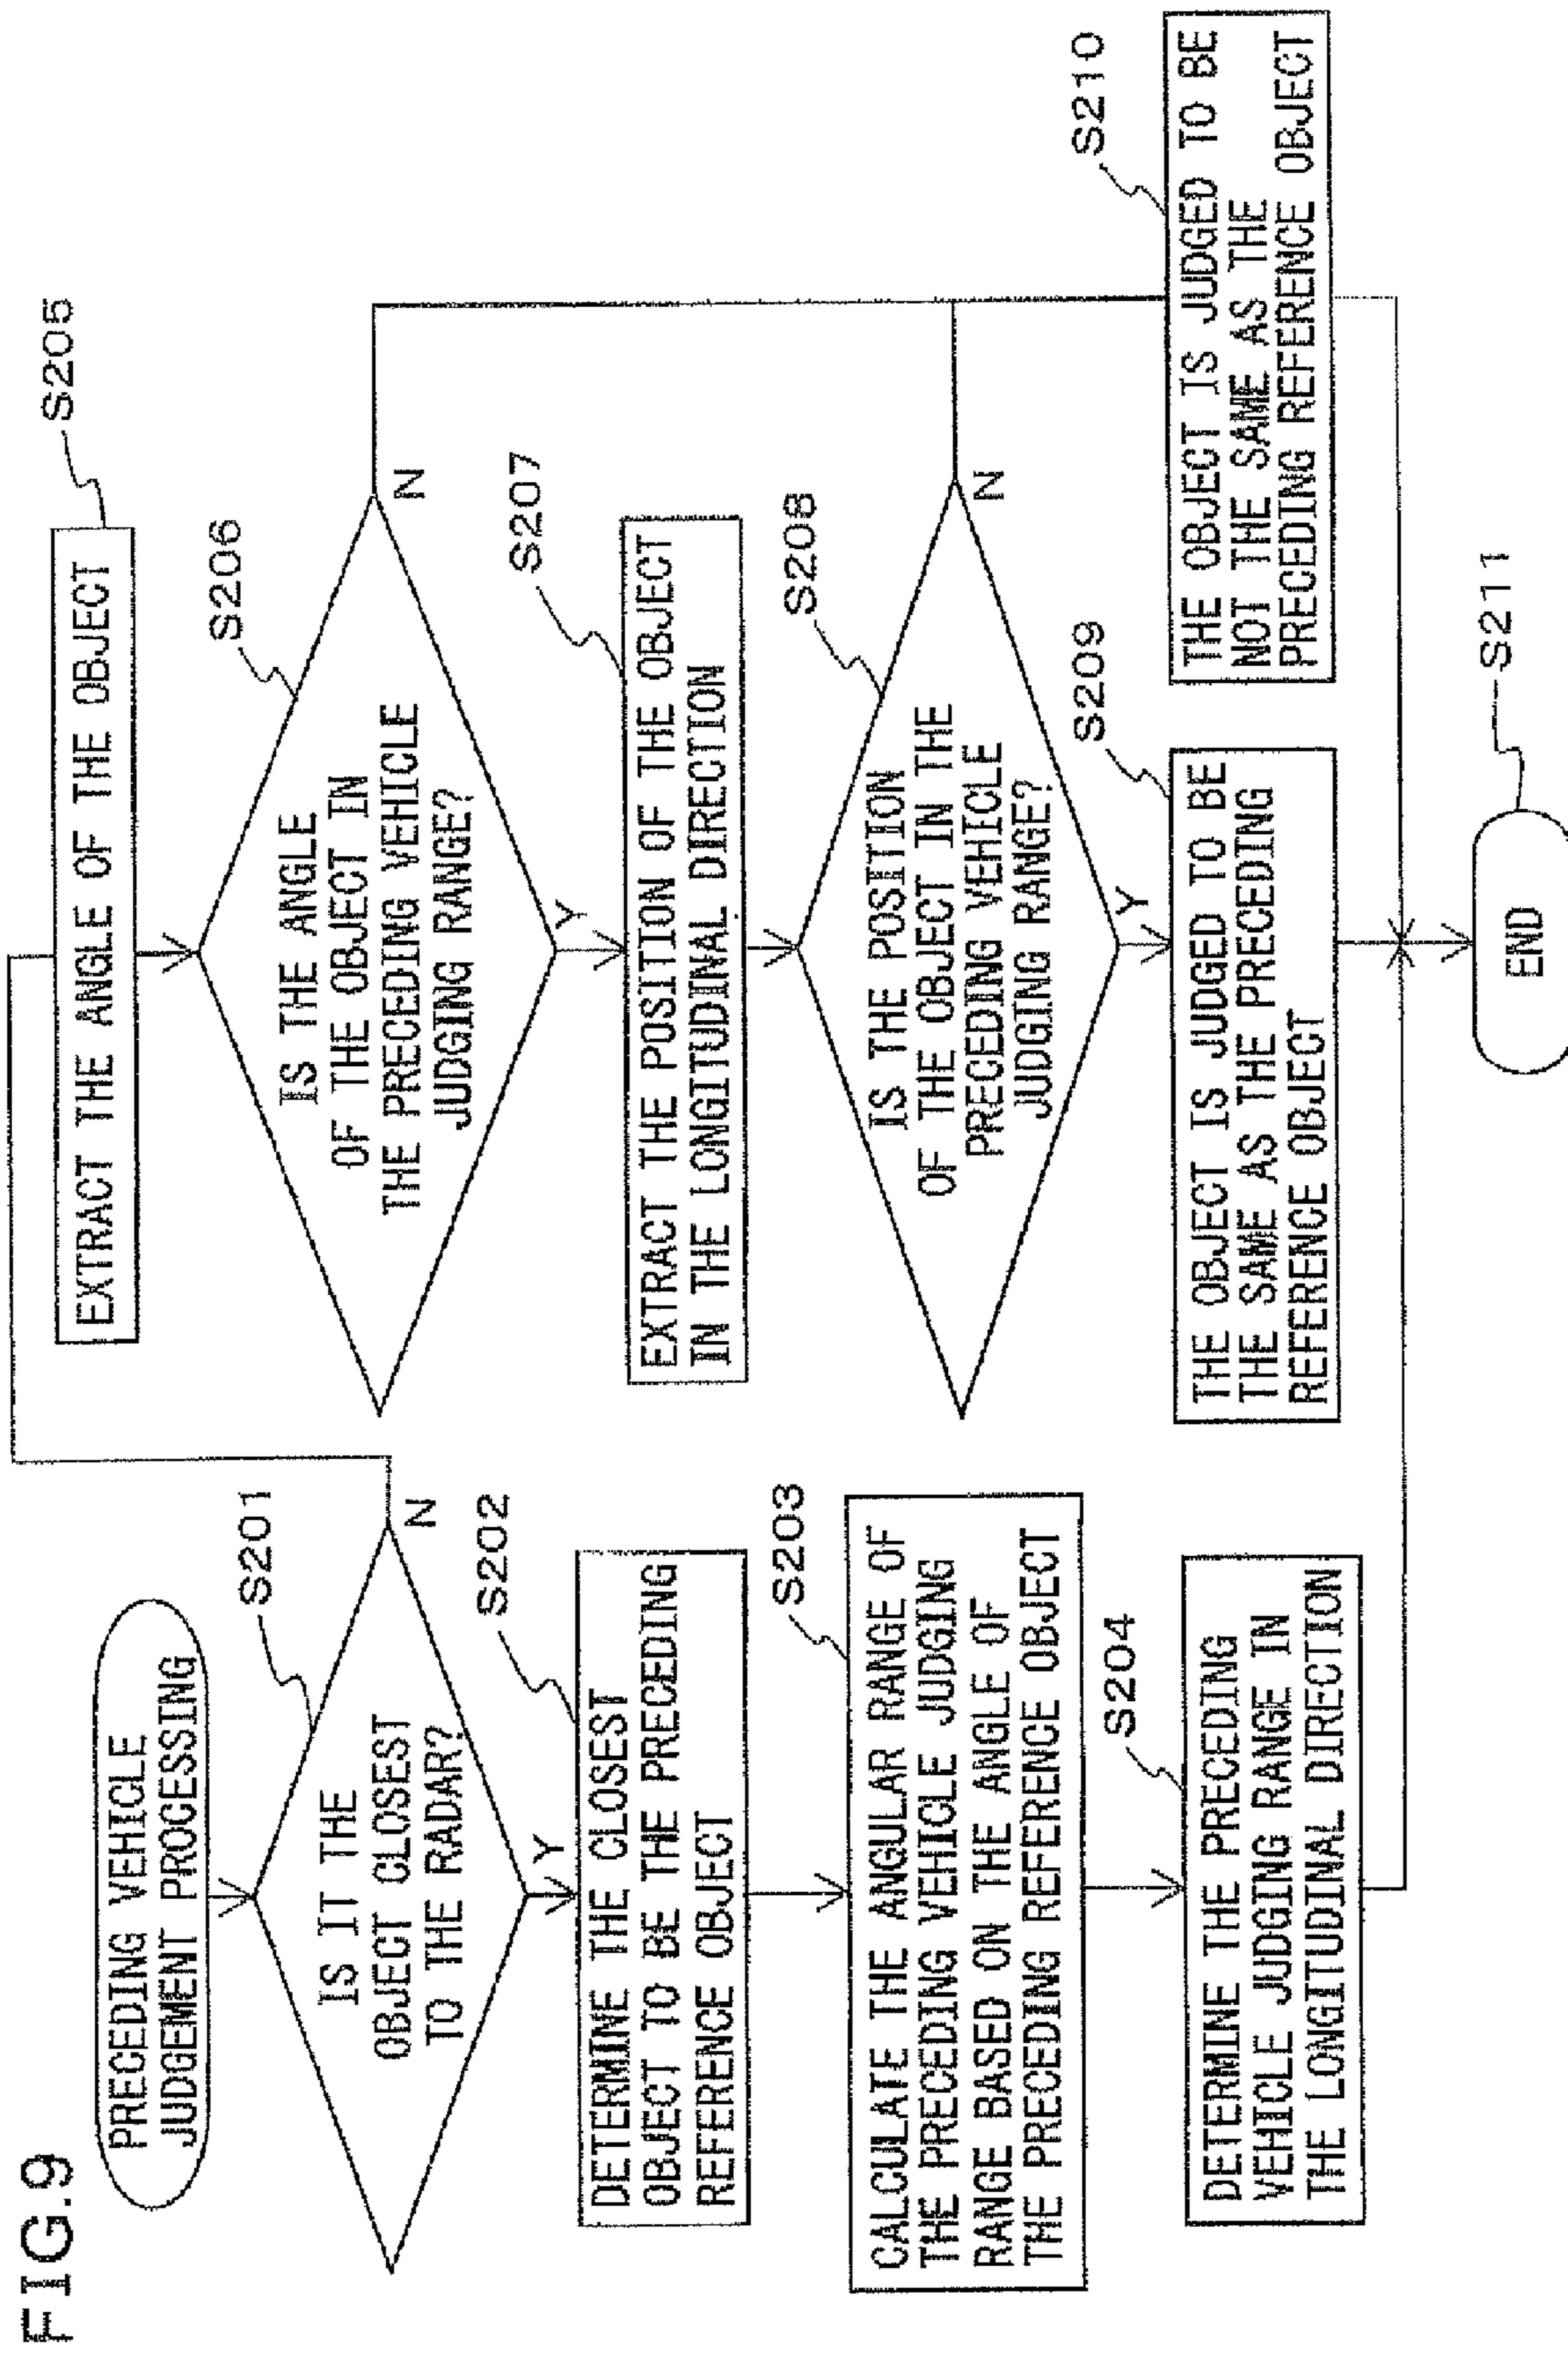 FIG.9
PRECEDING VEHICLE
JUDGEMENT PROCESSING
S201
IS IT THE
OBJECT CLOSEST
TO THE RADAR?
N
Y
S202
DETERMINE THE CLOSEST
OBJECT TO BE THE PRECEDING
REFERENCE OBJECT
S203
CALCULATE THE ANGULAR RANGE OF
THE PRECEDING VEHICLE JUDGING
RANGE BASED ON THE ANGLE OF
THE PRECEDING REFERENCE OBJECT
S204
DETERMINE THE PRECEDING
VEHICLE JUDGING RANGE IN
THE LONGITUDINAL DIRECTION
S205
EXTRACT THE ANGLE OF THE OBJECT
S206
IS THE ANGLE
OF THE OBJECT IN
THE PRECEDING VEHICLE
JUDGING RANGE?
N
Y
S207
EXTRACT THE POSITION OF THE OBJECT
IN THE LONGITUDINAL DIRECTION
S208
IS THE POSITION
OF THE OBJECT IN THE
PRECEDING VEHICLE
JUDGING RANGE?
N
Y
S209
THE OBJECT IS JUDGED TO BE
THE SAME AS THE PRECEDING
REFERENCE OBJECT
S210
THE OBJECT IS JUDGED TO BE
NOT THE SAME AS THE
PRECEDING REFERENCE OBJECT
S211
END